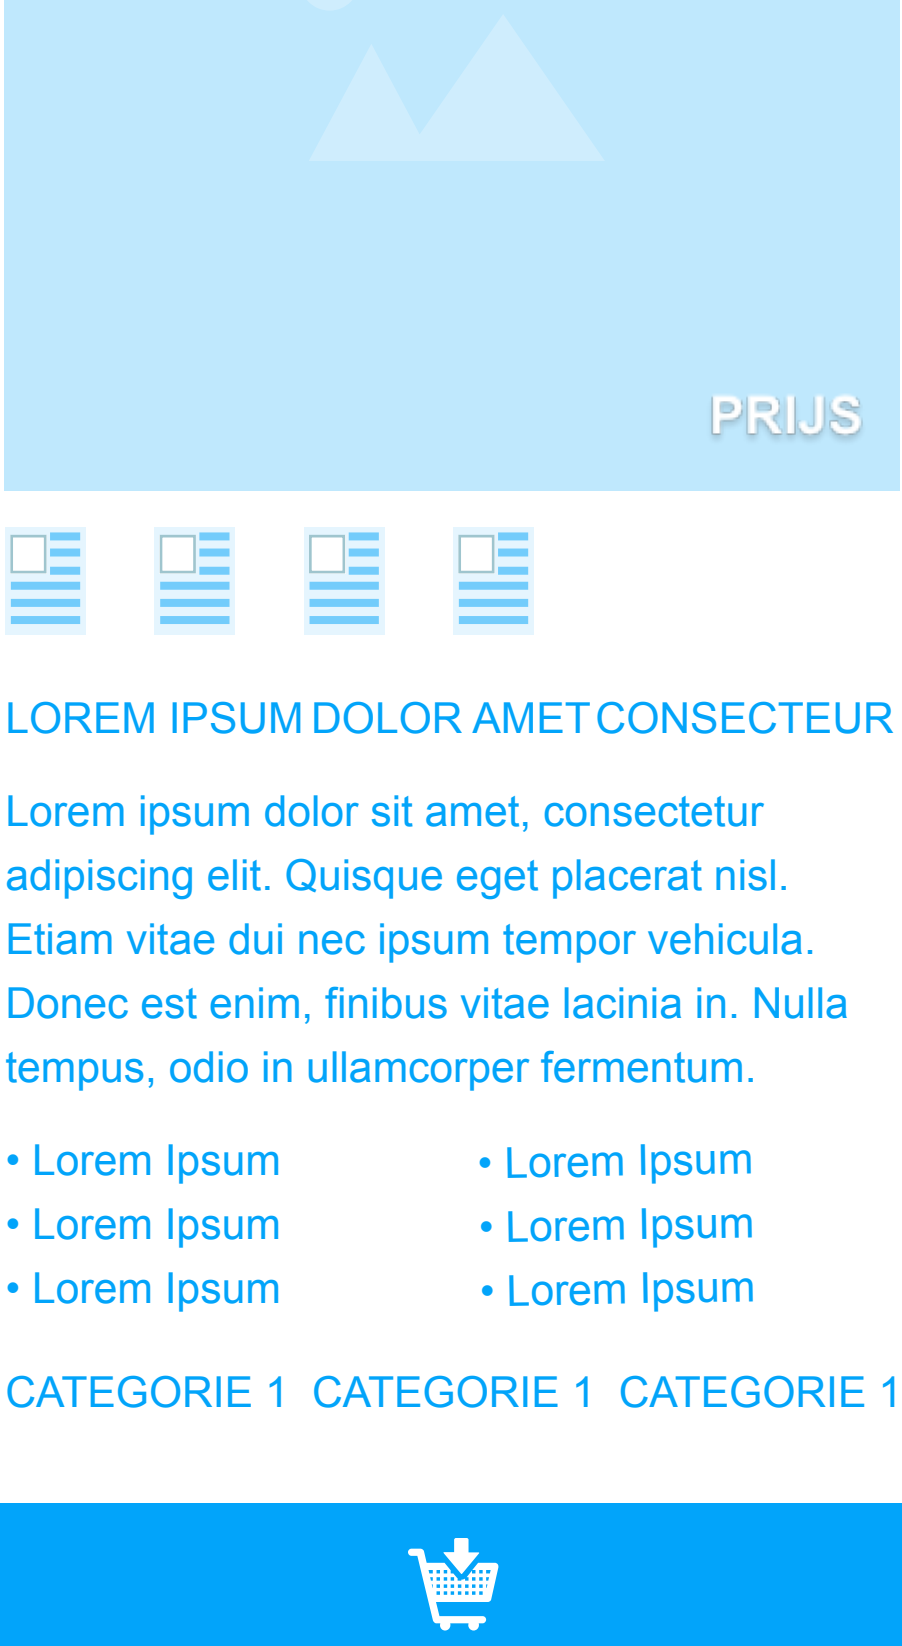 PRIJS
LOREM IPSUM DOLOR AMET CONSECTEUR
Lorem ipsum dolor sit amet, consectetur
adipiscing elit. Quisque eget placerat nisl.
Etiam vitae dui nec ipsum tempor vehicula.
Donec est enim, finibus vitae lacinia in. Nulla
tempus, odio in ullamcorper fermentum.
• Lorem Ipsum
• Lorem Ipsum
• Lorem Ipsum
• Lorem Ipsum
• Lorem Ipsum
• Lorem Ipsum
CATEGORIE 1 CATEGORIE 1 CATEGORIE 1